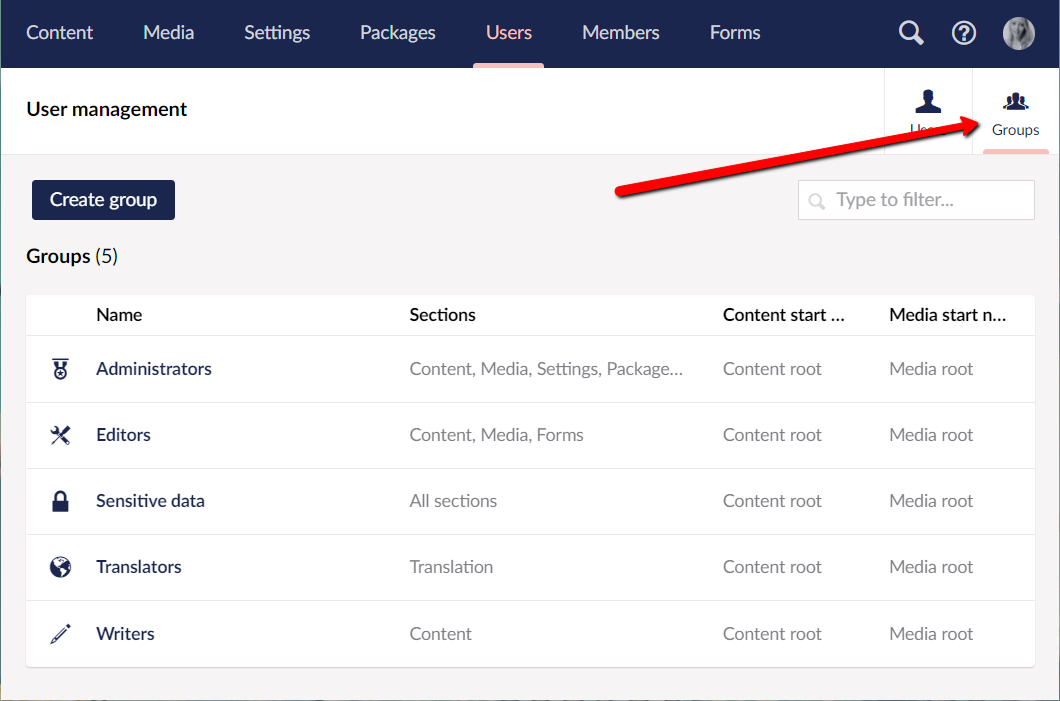 Content Media Settings Packages Users Members Forms
User management
Groups
Create group
Type to filter...
Groups (5)
Name Sections Content start ... Media start n...
Administrators Content, Media, Settings, Package... Content root Media root
Editors Content, Media, Forms Content root Media root
Sensitive data All sections Content root Media root
Translators Translation Content root Media root
Writers Content Content root Media root